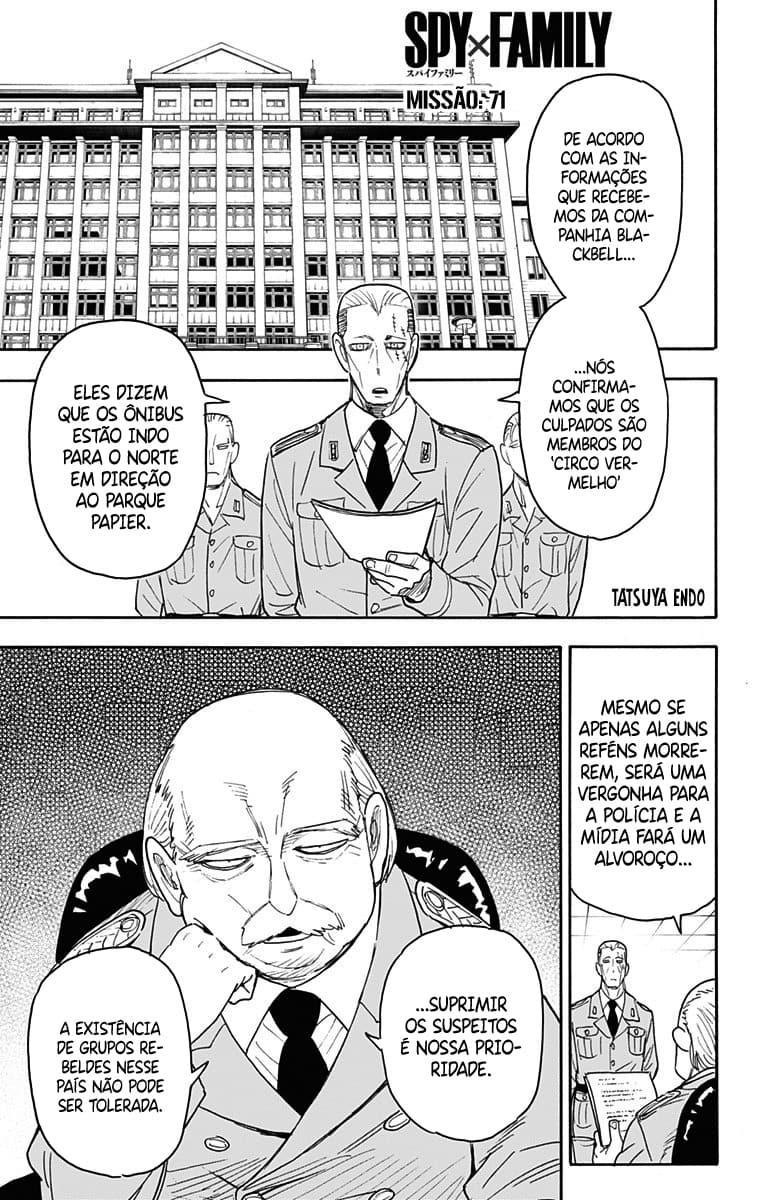 SPY×FAMILY
スパイファミリー
MISSÃO: 71
DE ACORDO
COM AS IN-
FORMAÇÕES
QUE RECEBE-
MOS DA COM-
PANHIA BLA-
CKBELL...
...NÓS
CONFIRMA-
MOS QUE OS
CULPADOS SÃO
MEMBROS DO
'CIRCO VER-
MELHO'
ELES DIZEM
QUE OS ÔNIBUS
ESTÃO INDO
PARA O NORTE
EM DIREÇÃO
AO PARQUE
PAPIER.
TATSUYA ENDO
MESMO SE
APENAS ALGUNS
REFÉNS MORRE-
REM, SERÁ UMA
VERGONHA PARA
A POLÍCIA E A
MÍDIA FARÁ UM
ALVOROÇO...
...SUPRIMIR
OS SUSPEITOS
É NOSSA PRIO-
RIDADE.
A EXISTÊNCIA
DE GRUPOS RE-
BELDES NESSE
PAÍS NÃO PODE
SER TOLERADA.